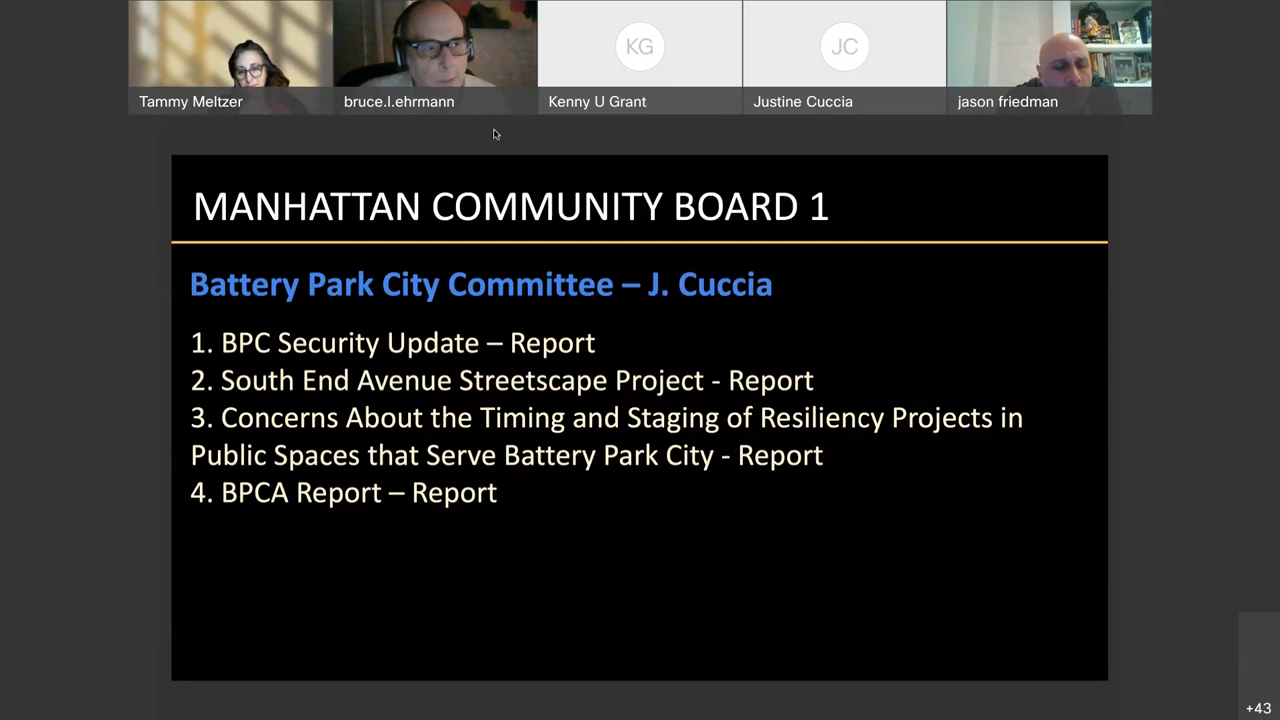 Tammy Meltzer
bruce.l.ehrmann
KG
Kenny U Grant
JC
Justine Cuccia
jason friedman
MANHATTAN COMMUNITY BOARD 1
Battery Park City Committee – J. Cuccia
1. BPC Security Update – Report
2. South End Avenue Streetscape Project - Report
3. Concerns About the Timing and Staging of Resiliency Projects in
Public Spaces that Serve Battery Park City - Report
4. BPCA Report – Report
+43